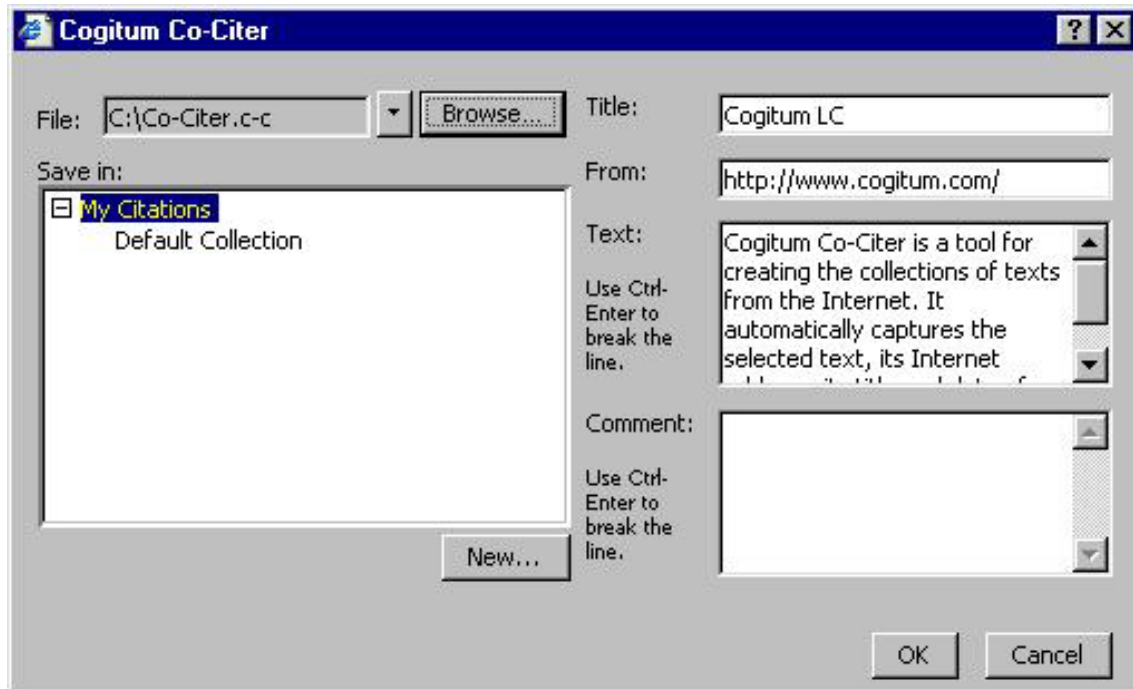 Cogitum Co-Citer
File:
C:\Co-Citer.c-c
Browse...
Save in:
My Citations
Default Collection
New...
Title:
Cogitum LC
From:
http://www.cogitum.com/
Text:
Use Ctrl-
Enter to
break the
line.
Cogitum Co-Citer is a tool for
creating the collections of texts
from the Internet. It
automatically captures the
selected text, its Internet
Comment:
Use Ctrl-
Enter to
break the
line.
OK
Cancel